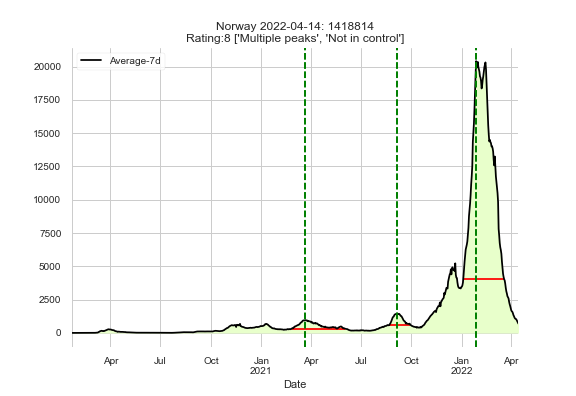 Norway 2022-04-14: 1418814
Rating:8 ['Multiple peaks', 'Not in control']
Average-7d
20000
17500
15000
12500
10000
7500
5000
2500
0
Apr Jul Oct Jan Apr Jul Oct Jan Apr
2021 2022
Date